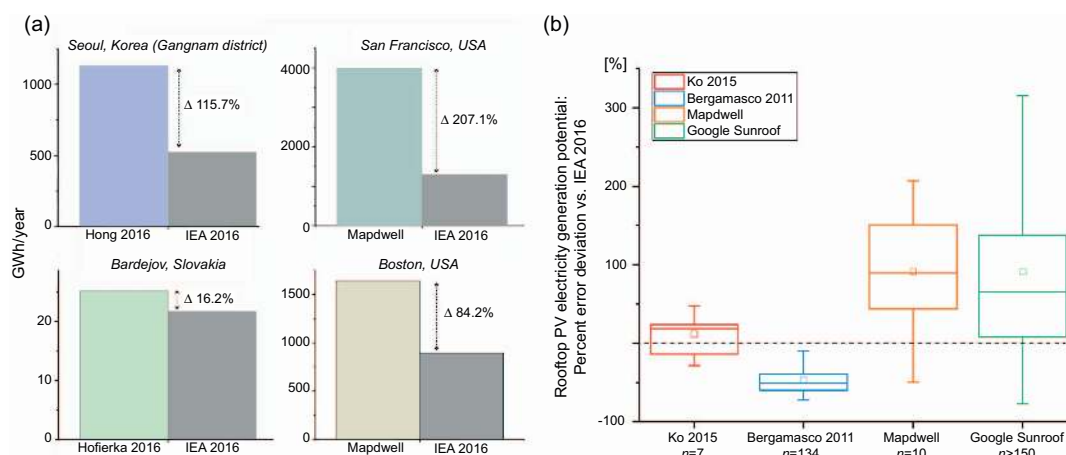 (a)
Seoul, Korea (Gangnam district)
1000
500
0
Δ 115.7%
Hong 2016
IEA 2016
San Francisco, USA
4000
2000
0
Δ 207.1%
Mapdwell
IEA 2016
GWh/year
Bardejov, Slovakia
20
10
0
Δ 16.2%
Hofierka 2016
IEA 2016
Boston, USA
1500
1000
500
0
Δ 84.2%
Mapdwell
IEA 2016
(b)
[%]
300
200
100
-100
Rooftop PV electricity generation potential:
Percent error deviation vs. IEA 2016
Ko 2015
Bergamasco 2011
Mapdwell
Google Sunroof
Ko 2015
n=7
Bergamasco 2011
n=134
Mapdwell
n=10
Google Sunroof
n>150